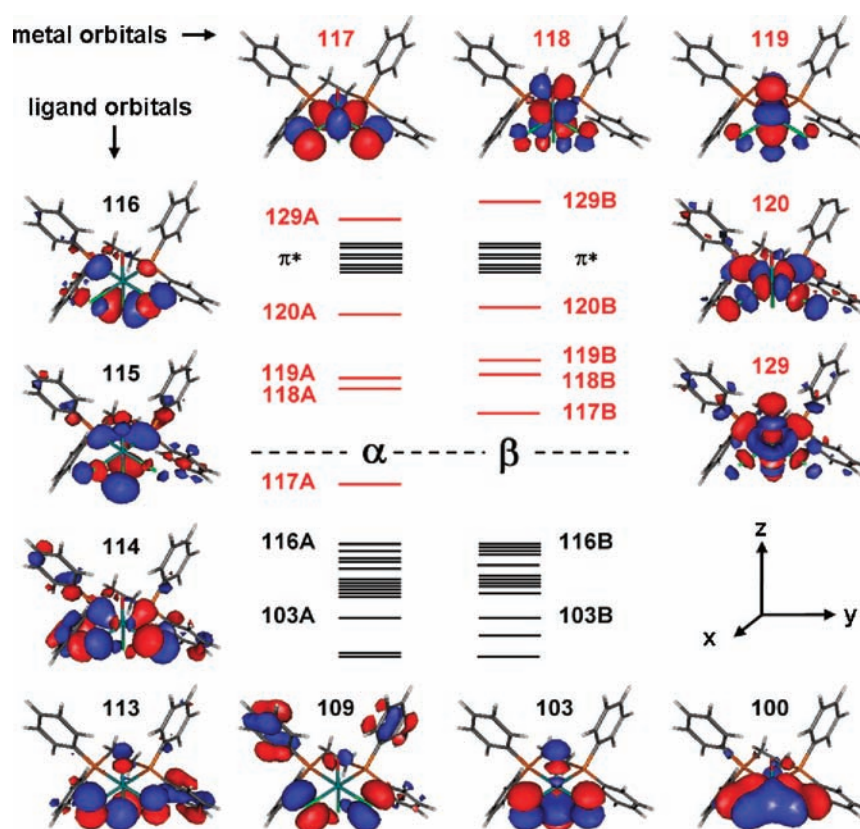 metal orbitals
117
118
119
ligand orbitals
116
129A
129B
120
π*
π*
120A
120B
115
119A
119B
118A
118B
129
117B
α
β
117A
114
116A
116B
z
103A
103B
y
x
113
109
103
100